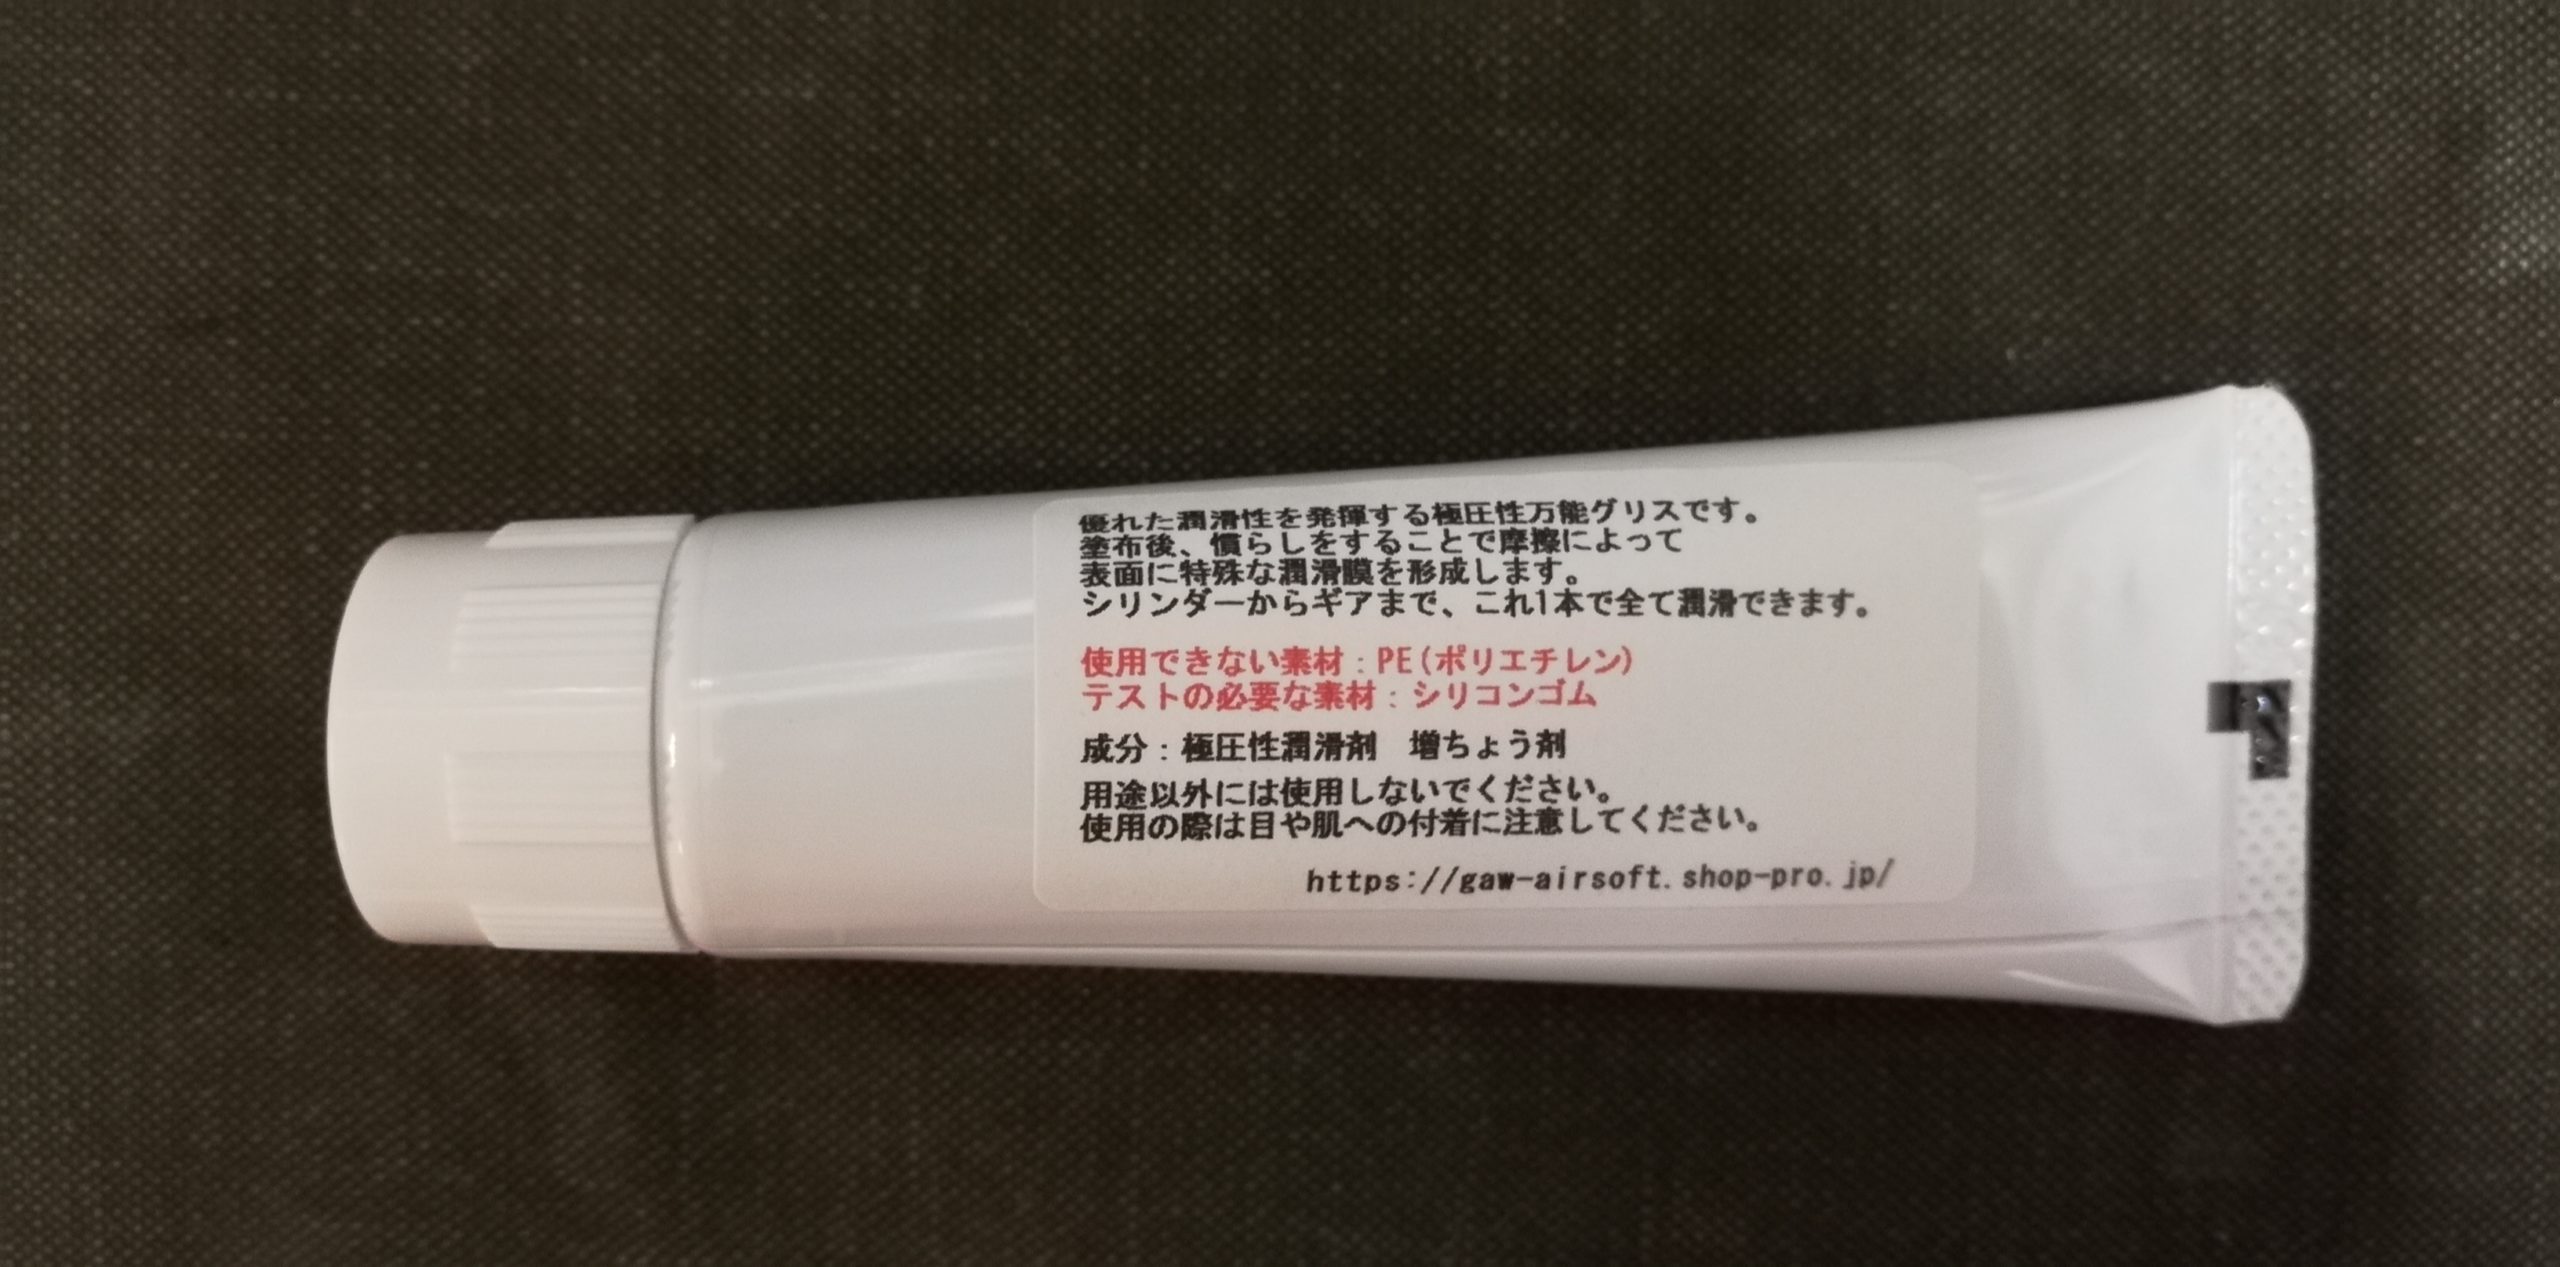 優れた潤滑性を発揮する極圧性万能グリスです。
塗布後、慣らしをすることで摩擦によって
表面に特殊な潤滑膜を形成します。
シリンダーからギアまで、これ1本で全て潤滑できます。
使用できない素材：PE(ポリエチレン)
テストの必要な素材：シリコンゴム
成分：極圧性潤滑剤　増ちょう剤
用途以外には使用しないでください。
使用の際は目や肌への付着に注意してください。
https://gaw-airsoft.shop-pro.jp/